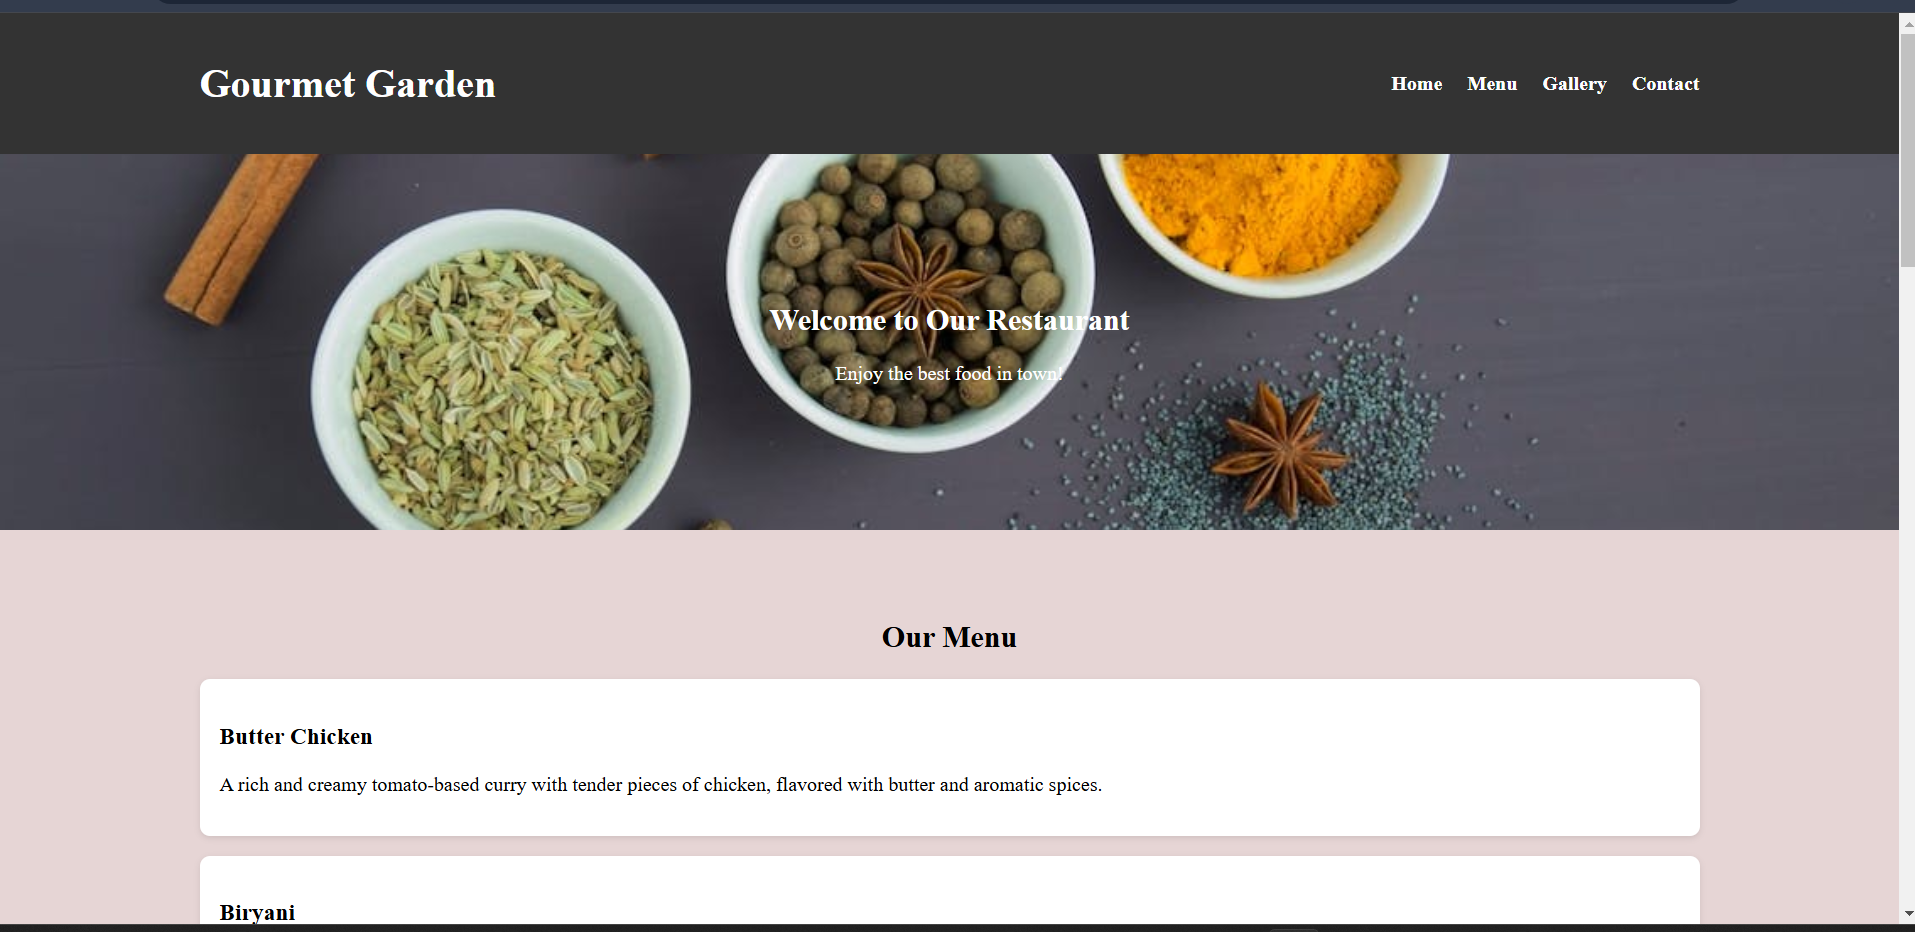 Gourmet Garden
Home Menu Gallery Contact
Welcome to Our Restaurant
Enjoy the best food in town!
Our Menu
Butter Chicken
A rich and creamy tomato-based curry with tender pieces of chicken, flavored with butter and aromatic spices.
Biryani